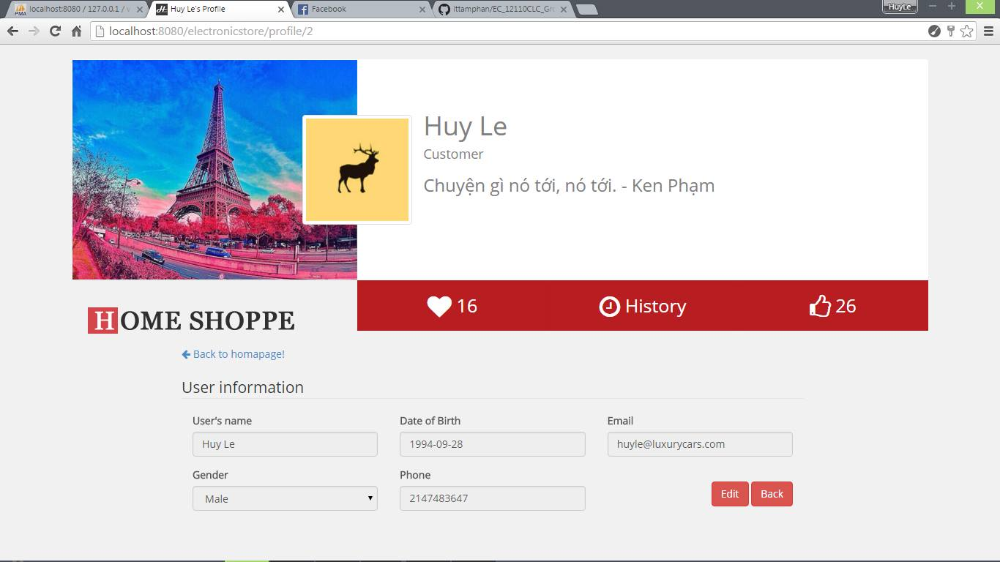 localhost:8080 / 127.0.0.1 / v
Huy Le's Profile
Facebook
ittamphan/EC_12110CLC_Gro
HuyLe
localhost:8080/electronicstore/profile/2
Huy Le
Customer
Chuyện gì nó tới, nó tới. - Ken Phạm
16
History
26
HOME SHOPPE
Back to homapage!
User information
User's name
Date of Birth
Email
Huy Le
1994-09-28
huyle@luxurycars.com
Gender
Phone
Male
2147483647
Edit
Back